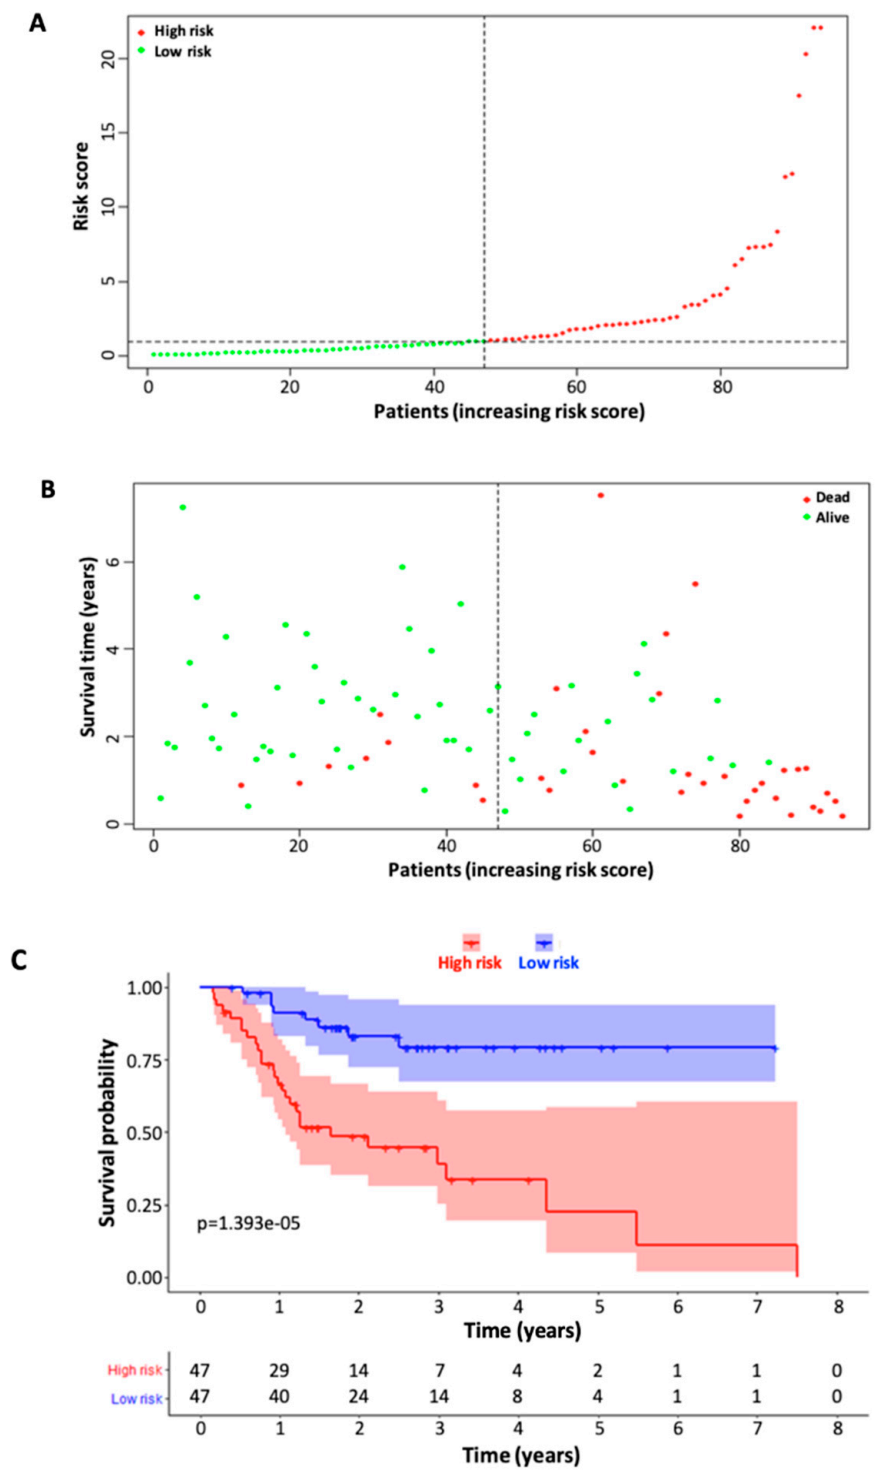 A
High risk
Low risk
Risk score
20
15
10
5
0
0 20 40 60 80
Patients (increasing risk score)
B
Dead
Alive
Survival time (years)
6
4
2
0
0 20 40 60 80
Patients (increasing risk score)
C
High risk Low risk
Survival probability
1.00
0.75
0.50
0.25
0.00
p=1.393e-05
0 1 2 3 4 5 6 7 8
Time (years)
High risk 47 29 14 7 4 2 1 1 0
Low risk 47 40 24 14 8 4 1 1 0
0 1 2 3 4 5 6 7 8
Time (years)